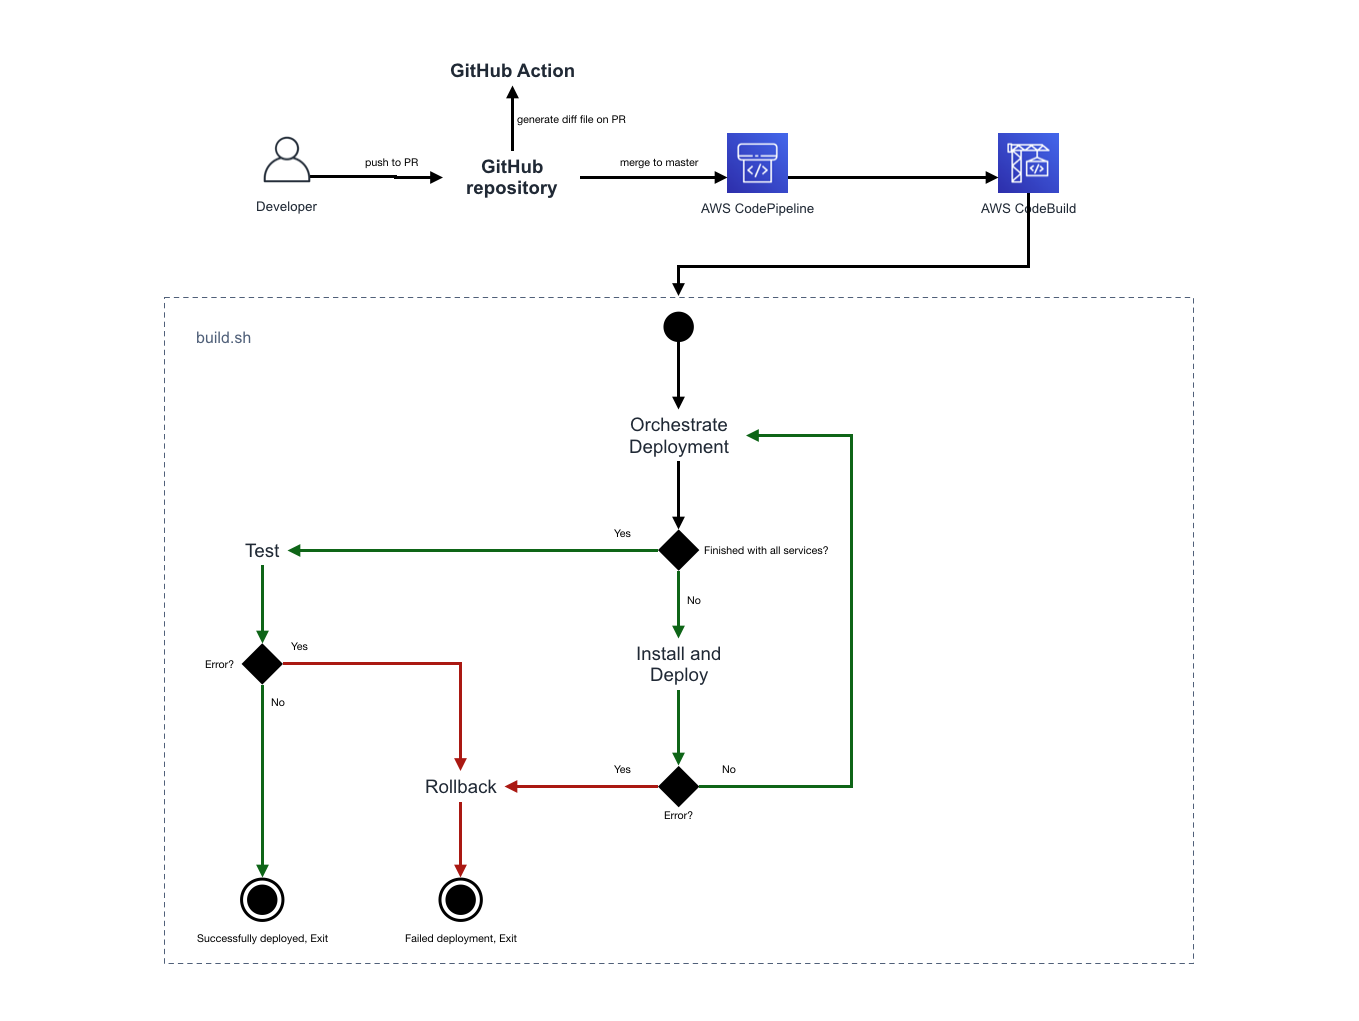 GitHub Action
generate diff file on PR
push to PR
GitHub
repository
merge to master
Developer
AWS CodePipeline
AWS CodeBuild
build.sh
Orchestrate
Deployment
Yes
Test
Finished with all services?
No
Yes
Error?
Install and
Deploy
No
Yes
No
Rollback
Error?
Successfully deployed, Exit
Failed deployment, Exit